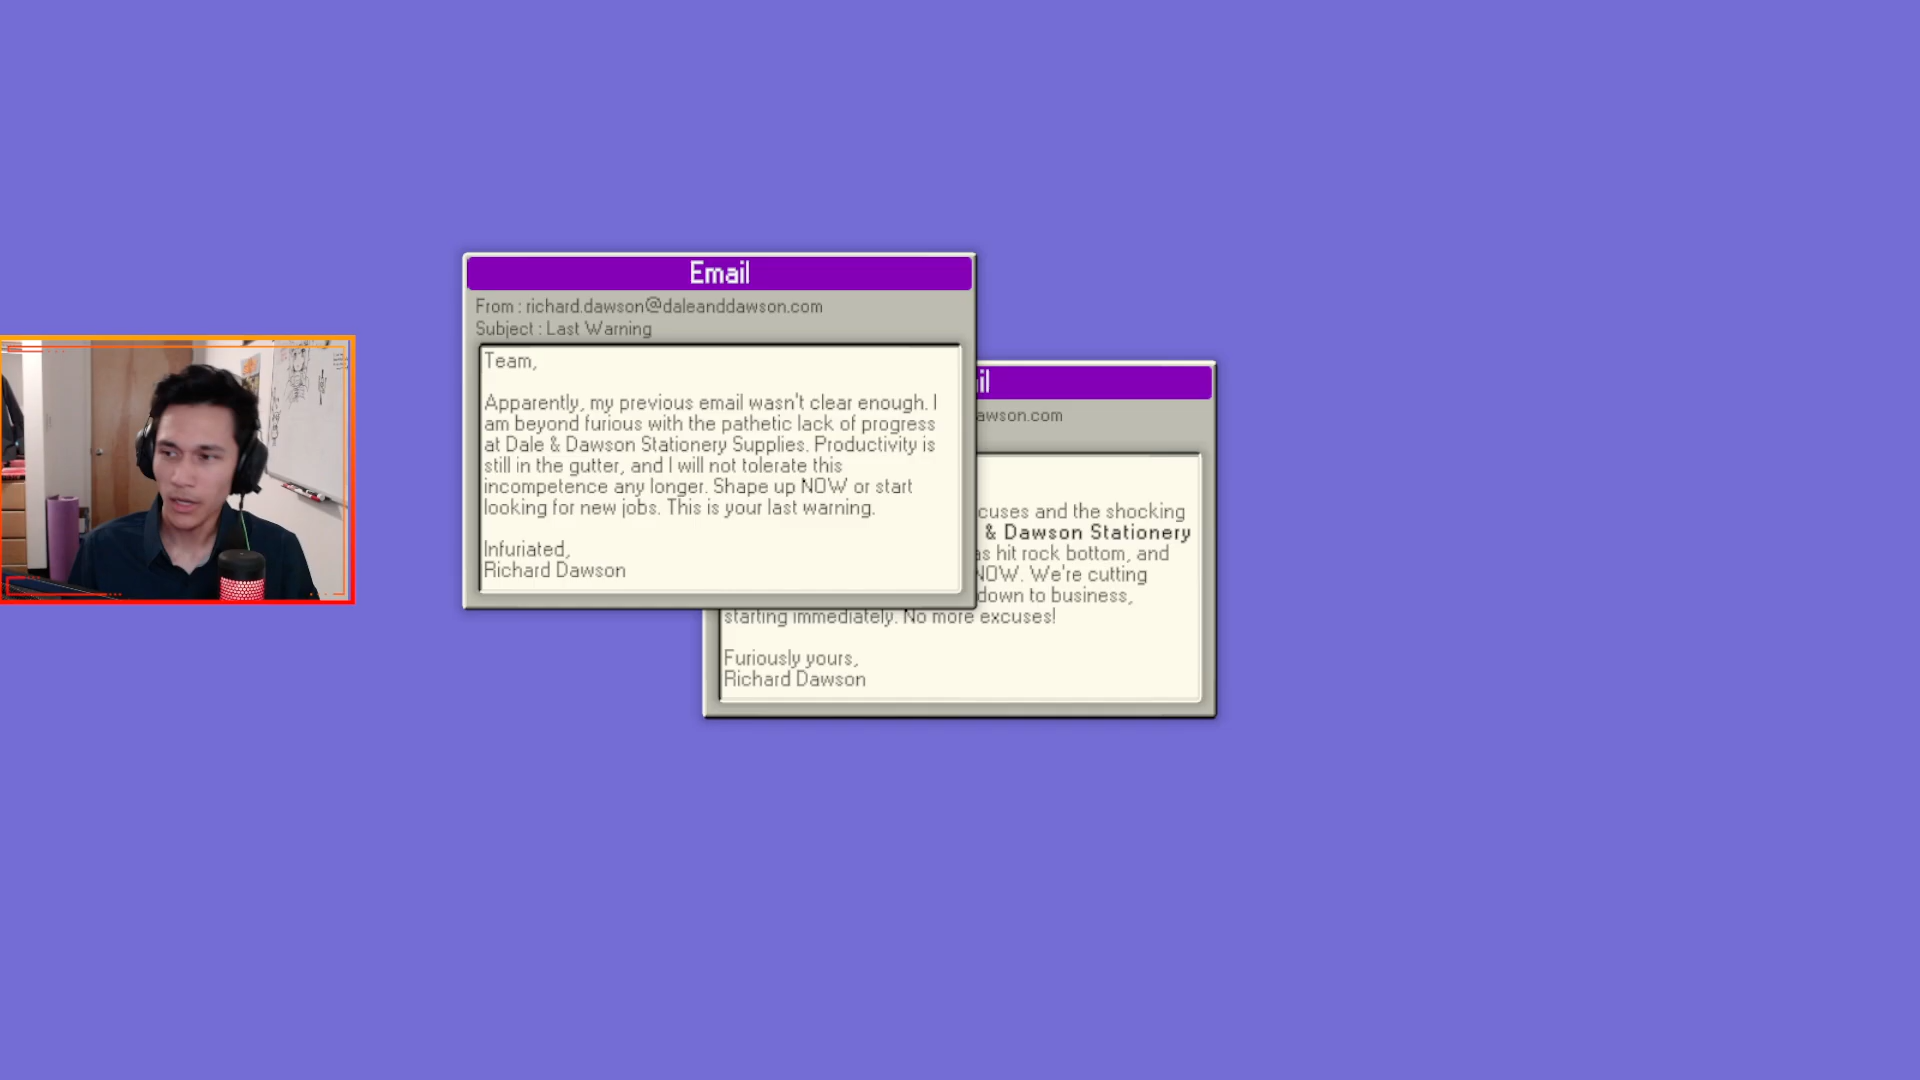 Email
From : richard.dawson@daleanddawson.com
Subject : Last Warning
Team,
Apparently, my previous email wasn't clear enough. I
am beyond furious with the pathetic lack of progress
at Dale & Dawson Stationery Supplies. Productivity is
still in the gutter, and I will not tolerate this
incompetence any longer. Shape up NOW or start
looking for new jobs. This is your last warning.
Infuriated,
Richard Dawson
il
awson.com
cuses and the shocking
& Dawson Stationery
as hit rock bottom, and
NOW. We're cutting
down to business,
starting immediately. No more excuses!
Furiously yours,
Richard Dawson